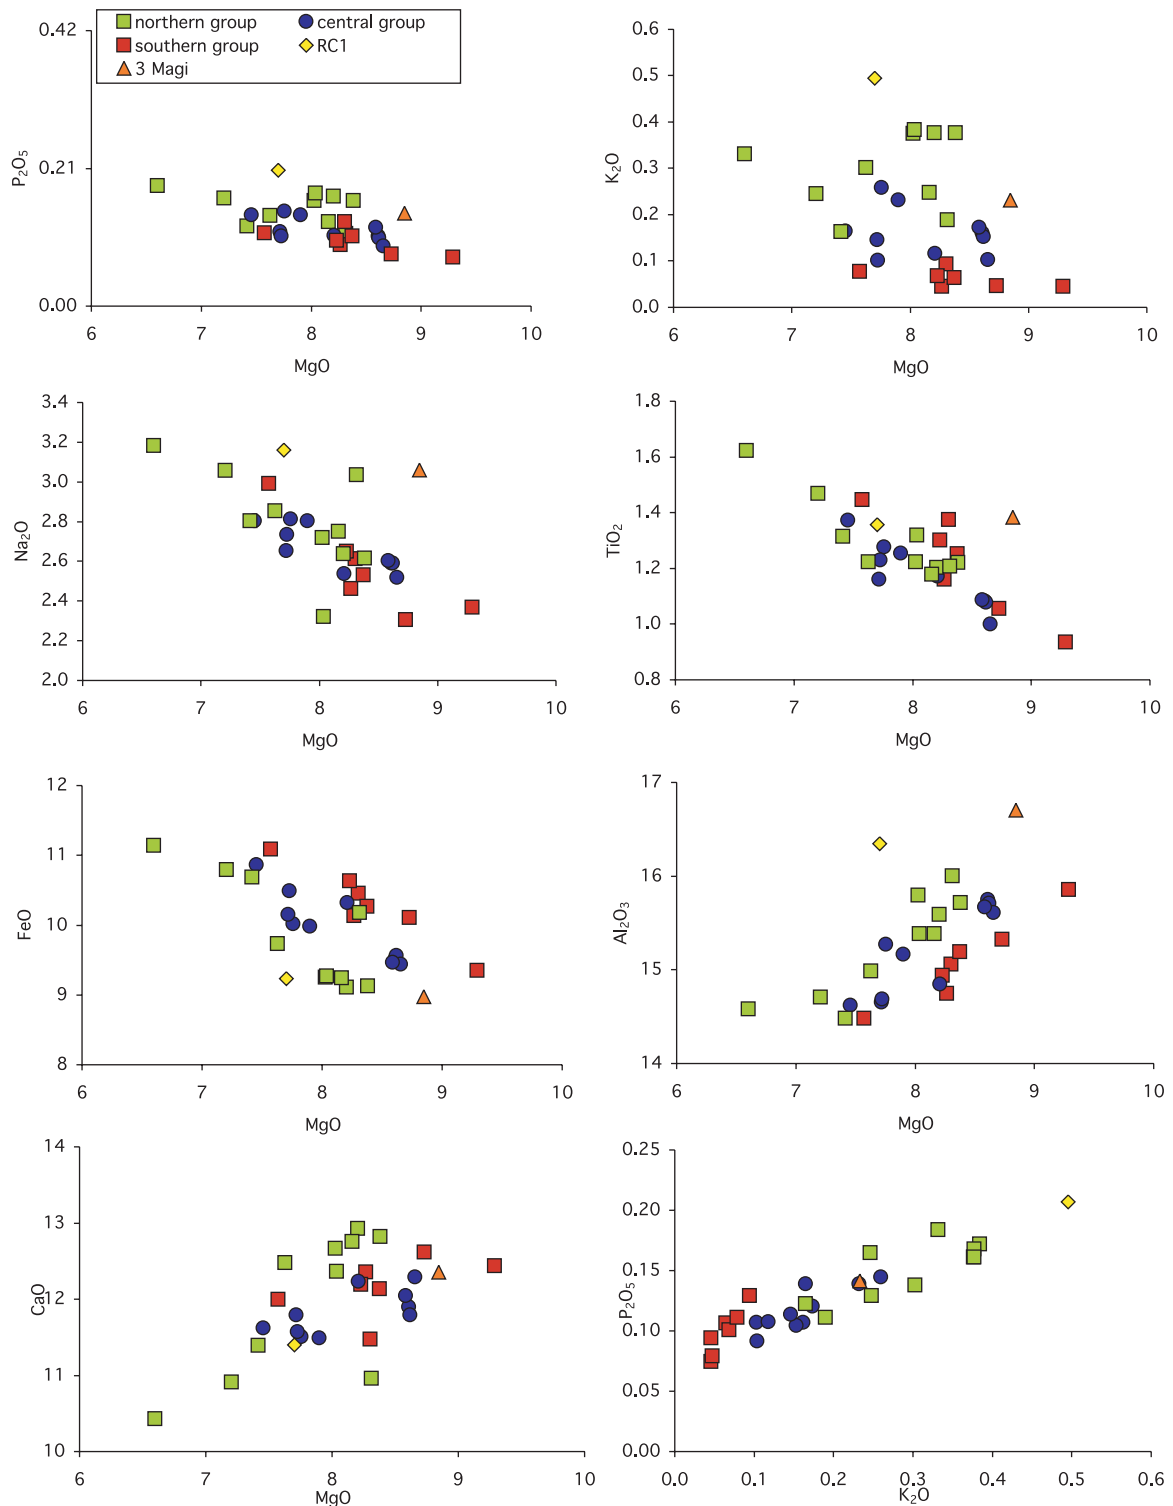 northern group
central group
southern group
RC1
3 Magi
0.42
0.21
0.00
P₂O₅
6 7 8 9 10
MgO
0.6
0.5
0.4
0.3
0.2
0.1
0.0
K₂O
6 7 8 9 10
MgO
3.4
3.2
3.0
2.8
2.6
2.4
2.2
2.0
Na₂O
6 7 8 9 10
MgO
1.8
1.6
1.4
1.2
1.0
0.8
TiO₂
6 7 8 9 10
MgO
12
11
10
9
8
FeO
6 7 8 9 10
MgO
17
16
15
14
Al₂O₃
6 7 8 9 10
MgO
14
13
12
11
10
CaO
6 7 8 9 10
MgO
0.25
0.20
0.15
0.10
0.05
0.00
P₂O₅
0.0 0.1 0.2 0.3 0.4 0.5 0.6
K₂O